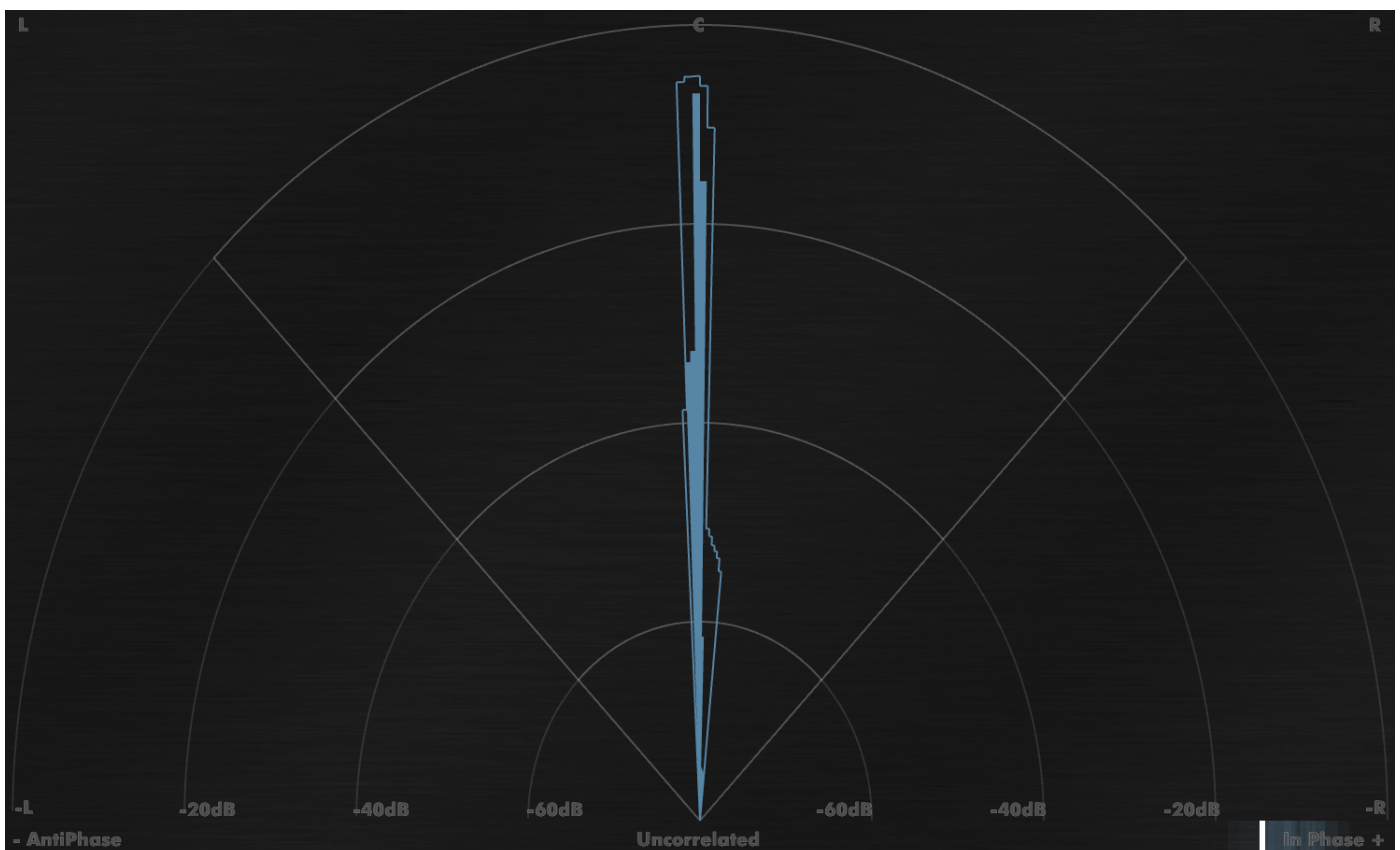 L C R
-L -20dB -40dB -60dB -60dB -40dB -20dB -R
- AntiPhase Uncorrelated In Phase +